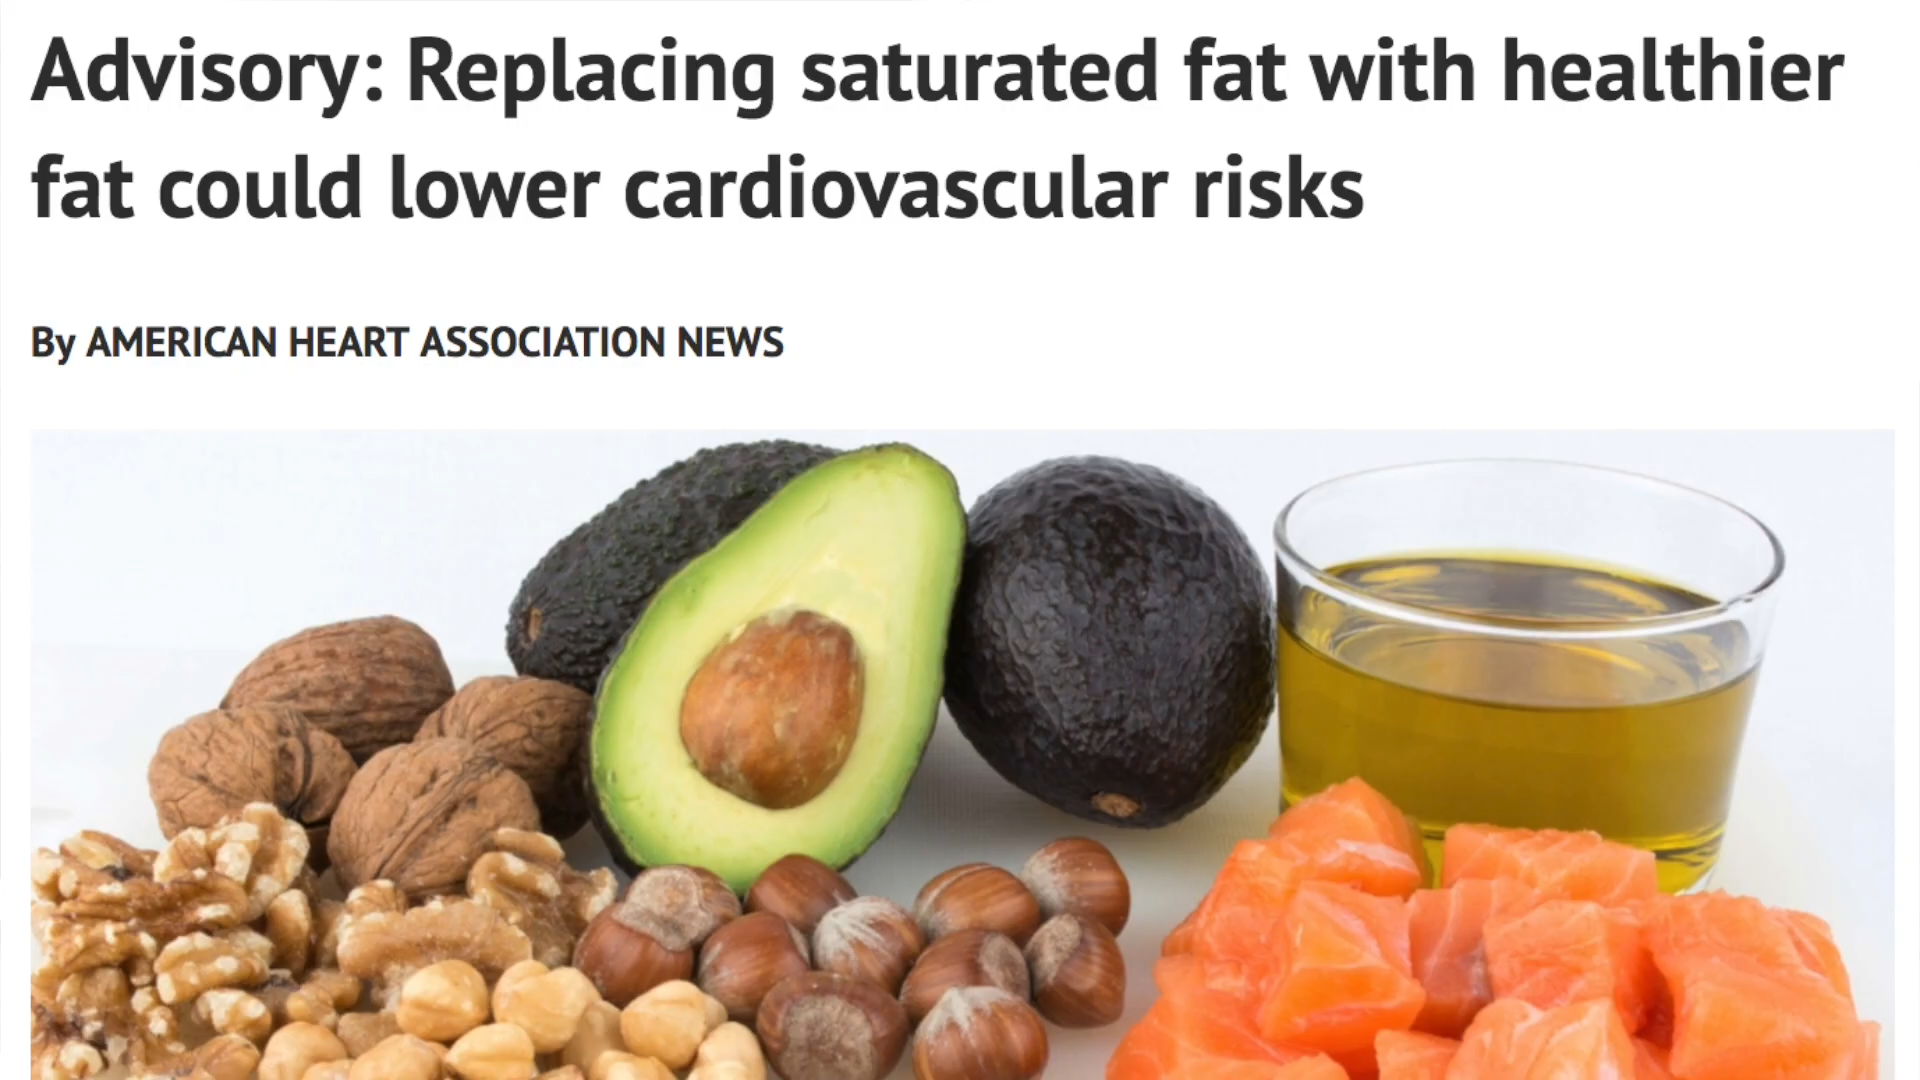 Advisory: Replacing saturated fat with healthier
fat could lower cardiovascular risks
By AMERICAN HEART ASSOCIATION NEWS